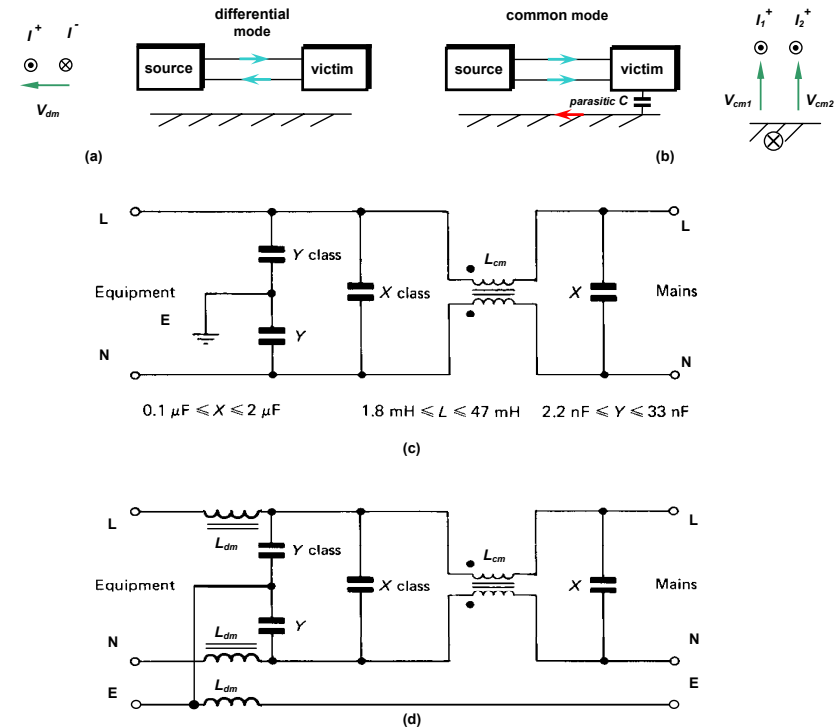 differential mode
common mode
I+ I-
Vdm
source victim
source victim
parasitic C
I1+ I2+
Vcm1 Vcm2
(a) (b)
L L
Y class
Lcm
Equipment
E
X class
X Mains
Y
N N
0.1 µF ⩽ X ⩽ 2 µF 1.8 mH ⩽ L ⩽ 47 mH 2.2 nF ⩽ Y ⩽ 33 nF
(c)
L L
Ldm
Y class
Lcm
Equipment
X class
X Mains
Y
N Ldm N
E Ldm E
(d)